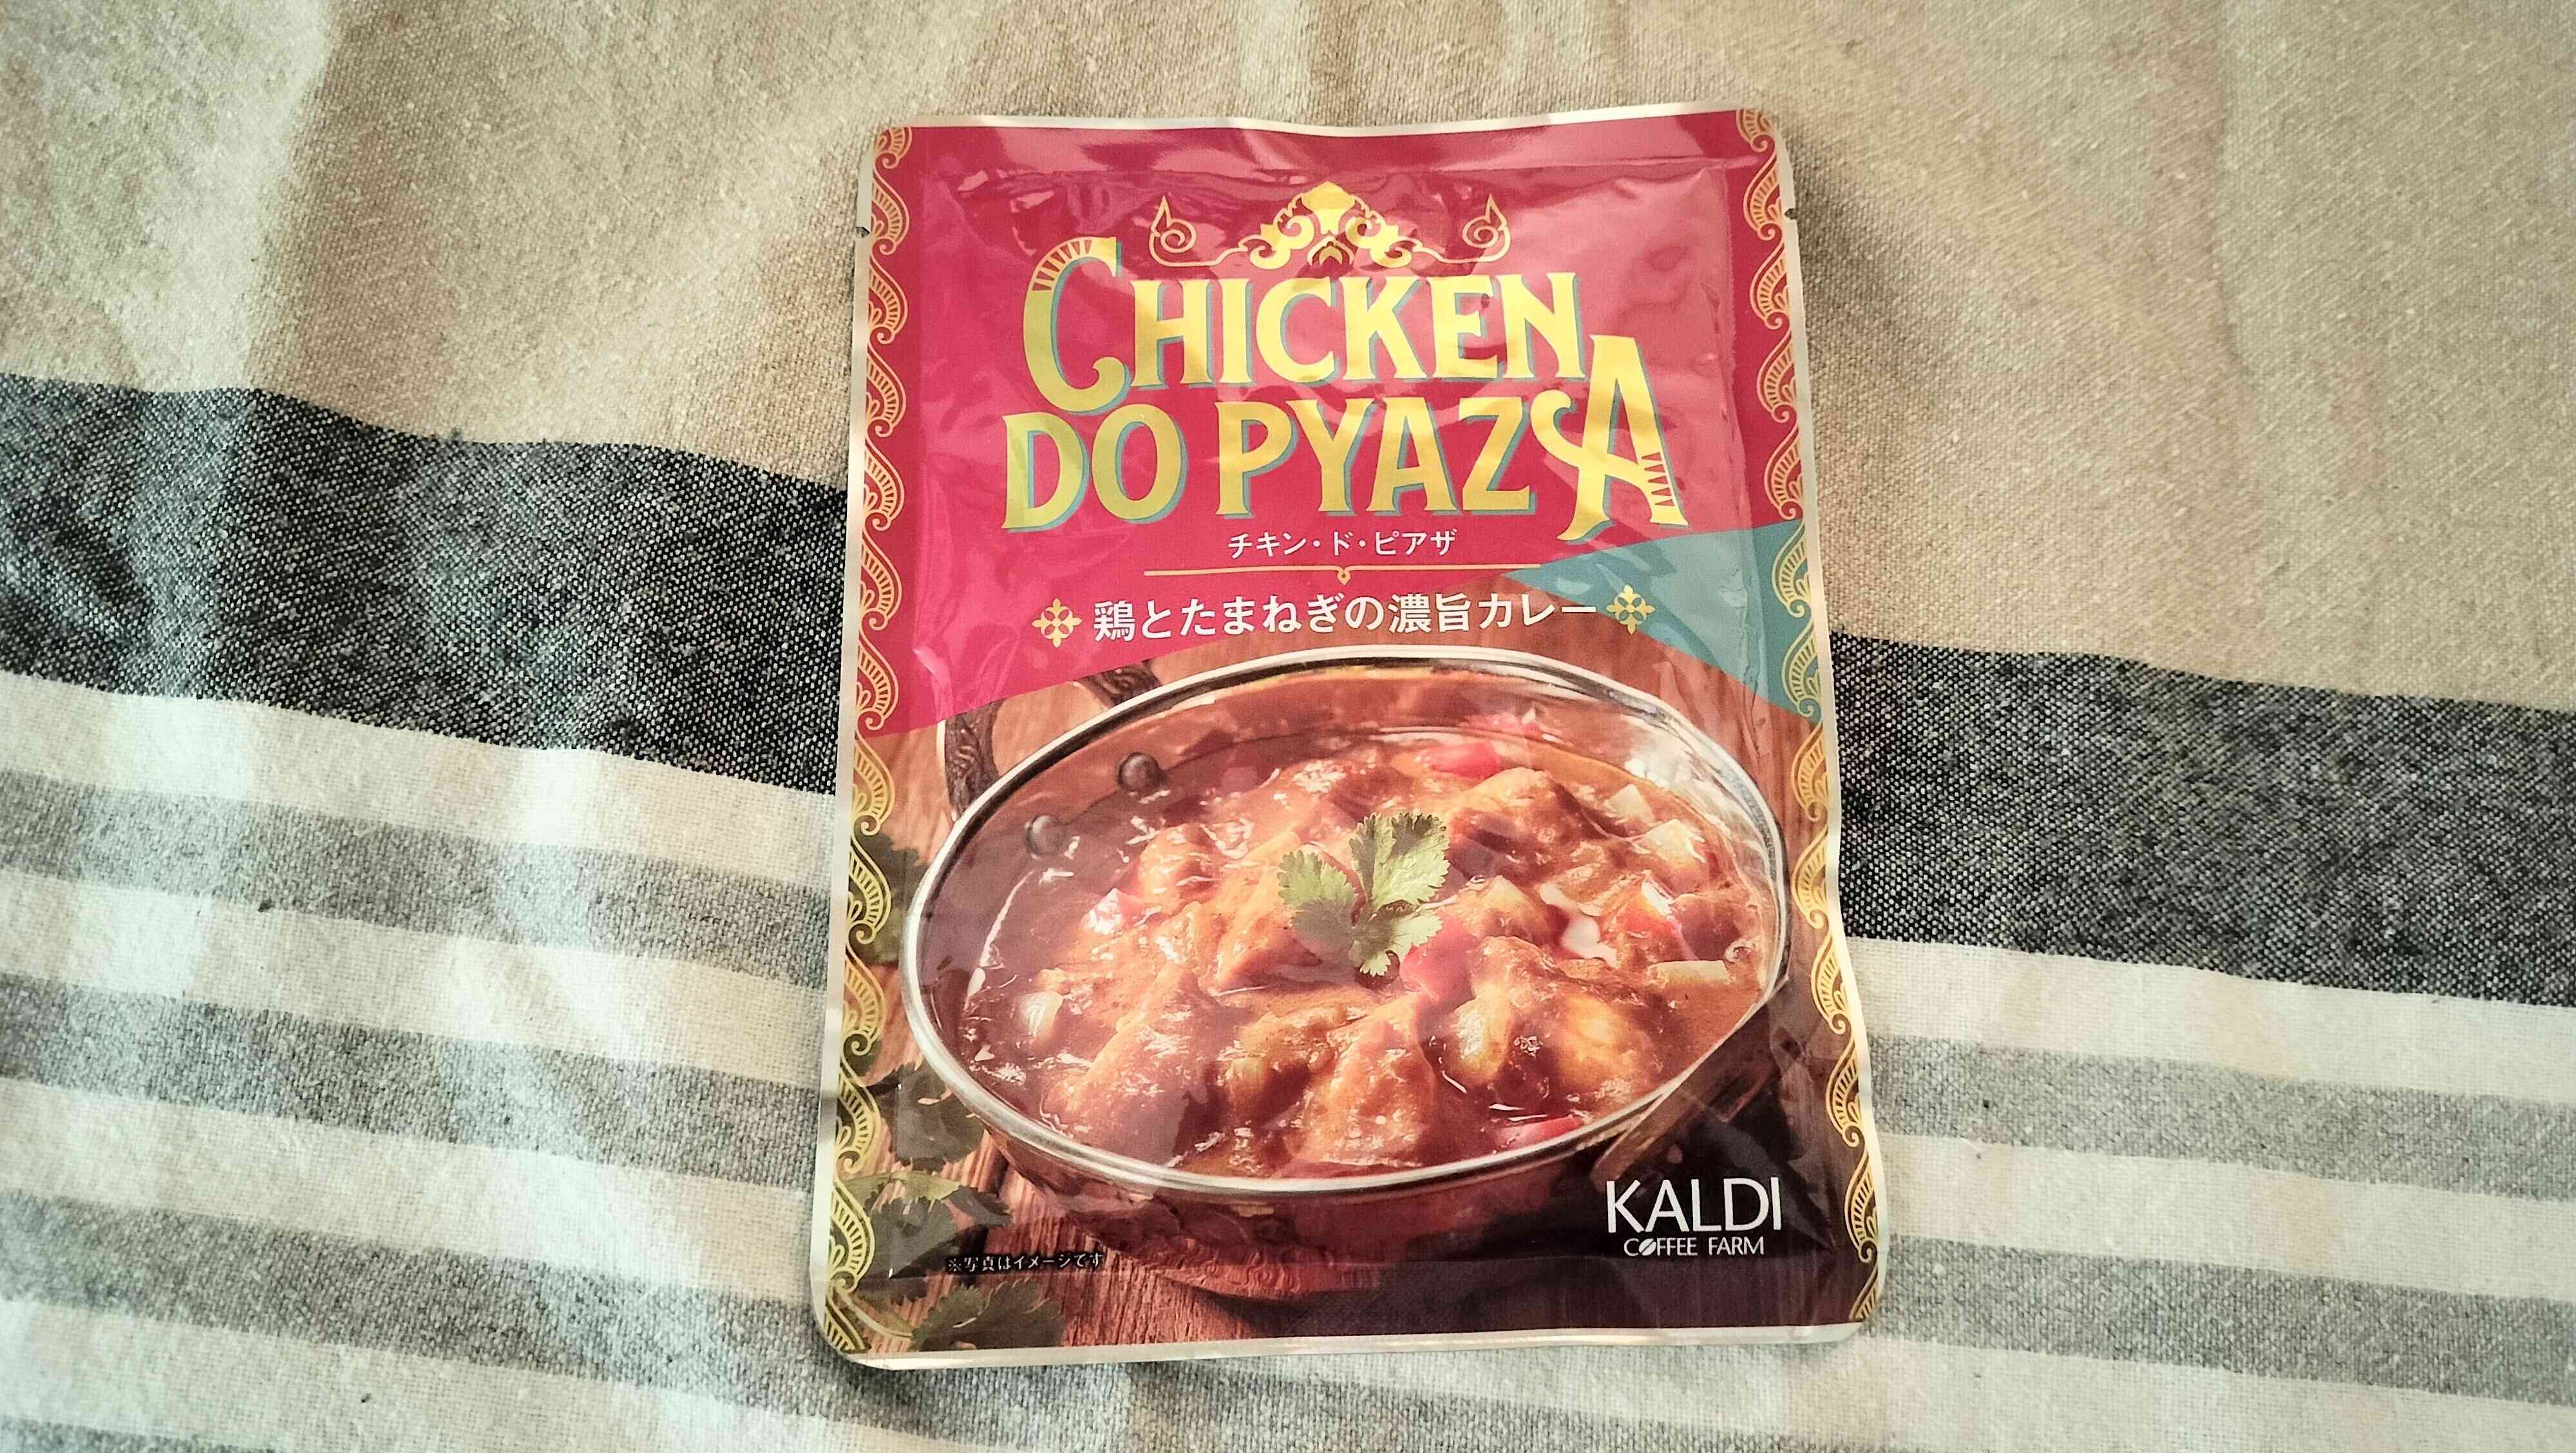 CHICKEN
DO PYAZA
チキン・ド・ピアザ
鶏とたまねぎの濃旨カレー
KALDI
COFFEE FARM
※写真はイメージです